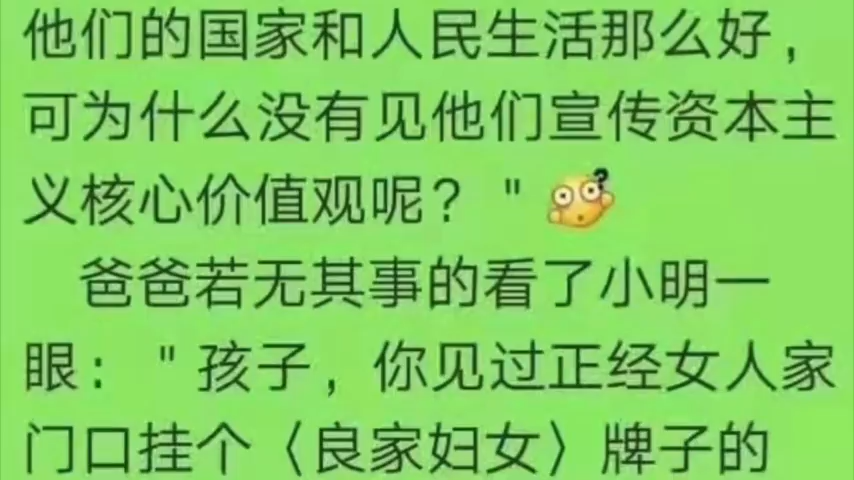 他们的国家和人民生活那么好，
可为什么没有见他们宣传资本主
义核心价值观呢？"
爸爸若无其事的看了小明一
眼："孩子，你见过正经女人家
门口挂个〈良家妇女〉牌子的